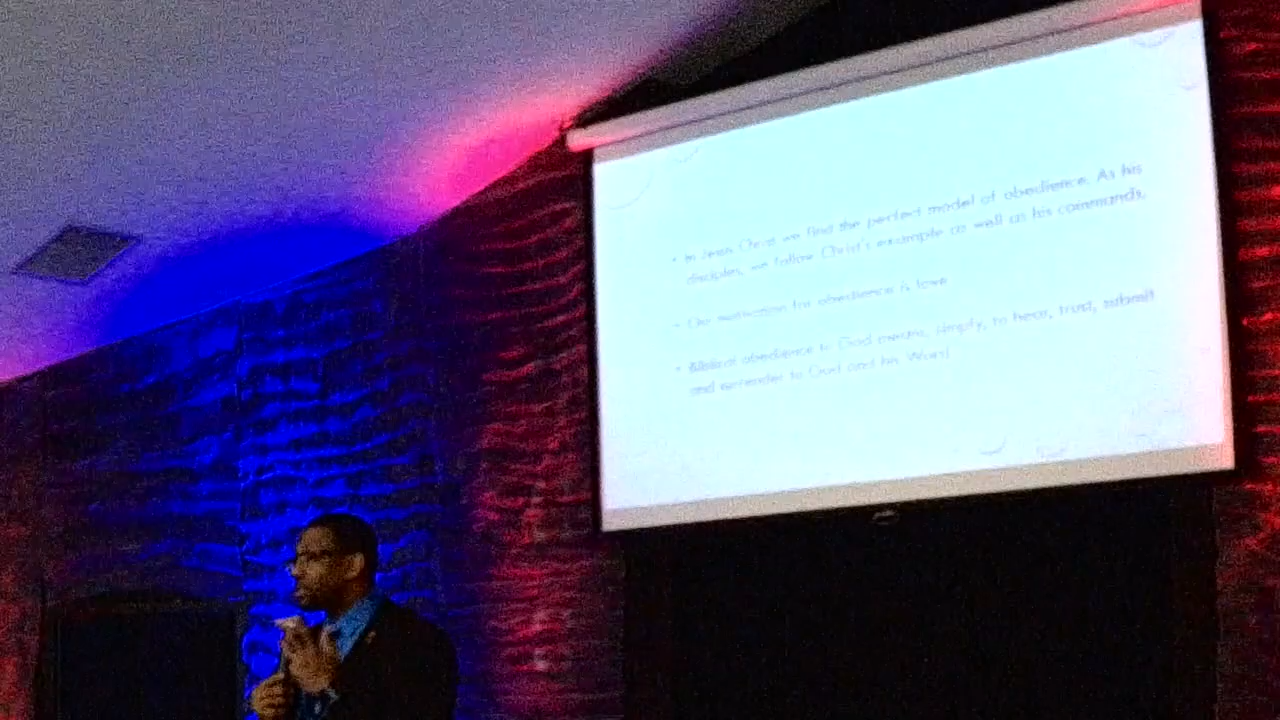 • In Jesus Christ we find the perfect model of obedience. As his
disciples, we follow Christ's example as well as his commands.
• Our motivation for obedience is love
• Biblical obedience to God means, simply, to hear, trust, submit
and surrender to God and his Word